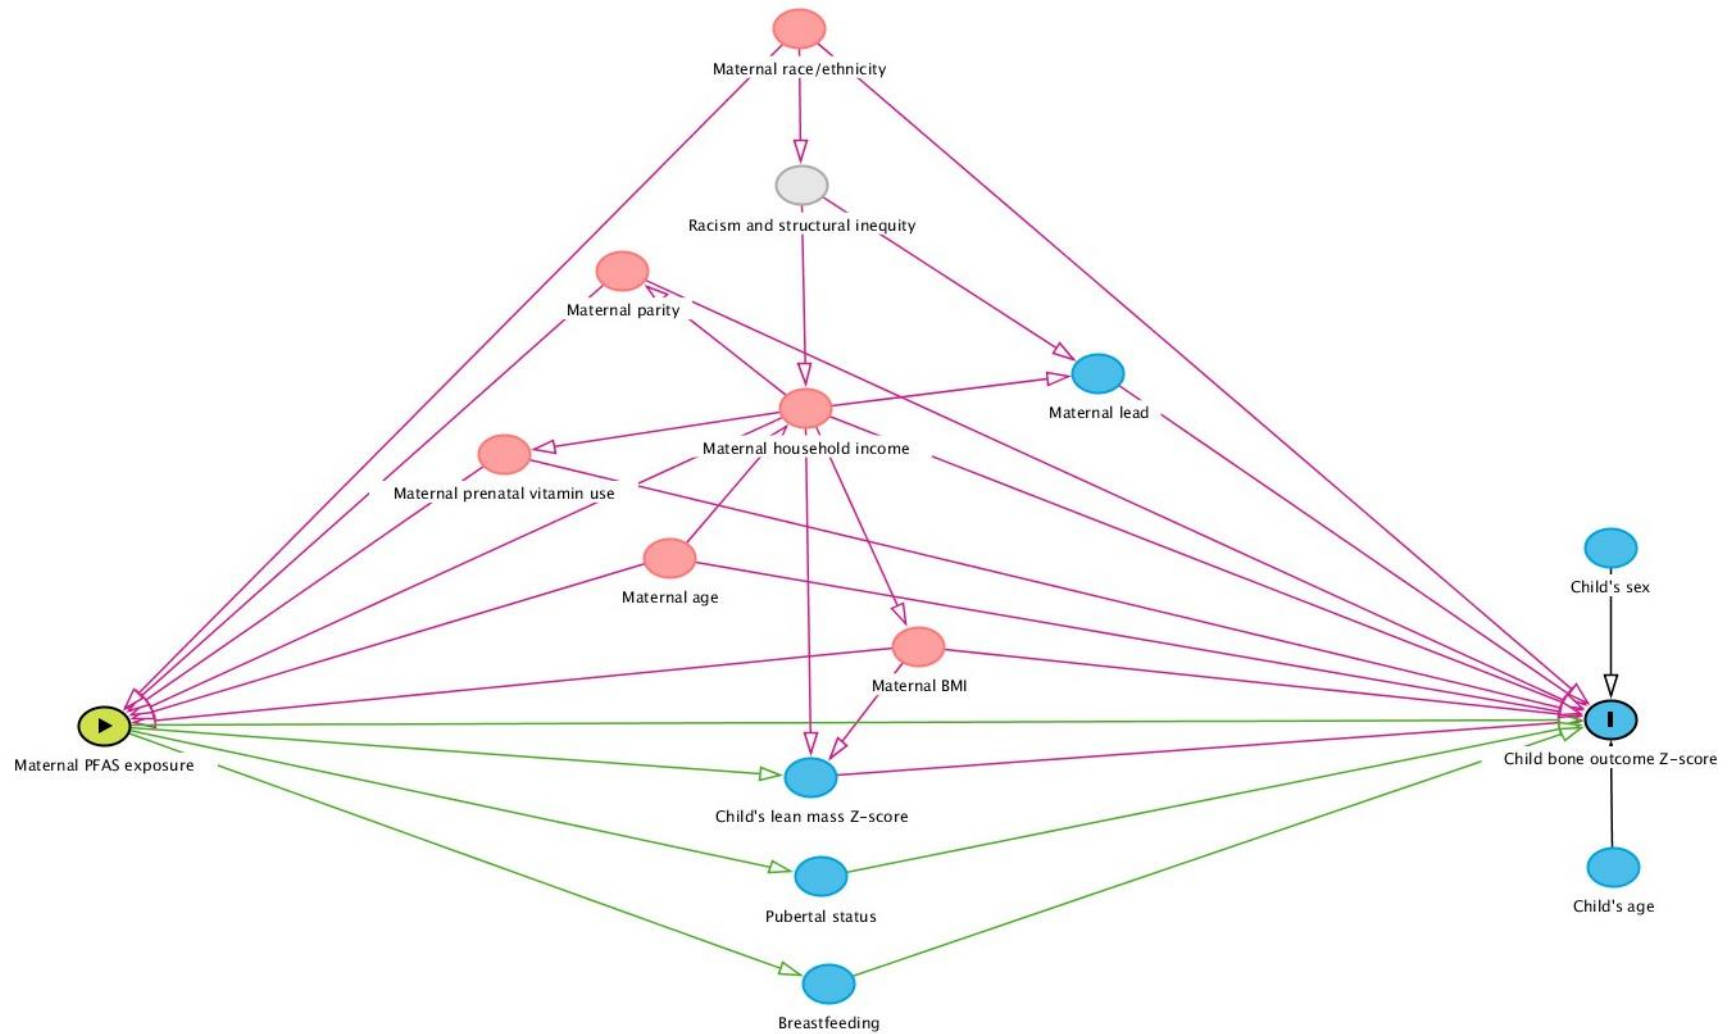 Maternal race/ethnicity
Racism and structural inequity
Maternal parity
Maternal lead
Maternal household income
Maternal prenatal vitamin use
Child's sex
Maternal age
Maternal BMI
Maternal PFAS exposure
Child bone outcome Z-score
Child's lean mass Z-score
Child's age
Pubertal status
Breastfeeding